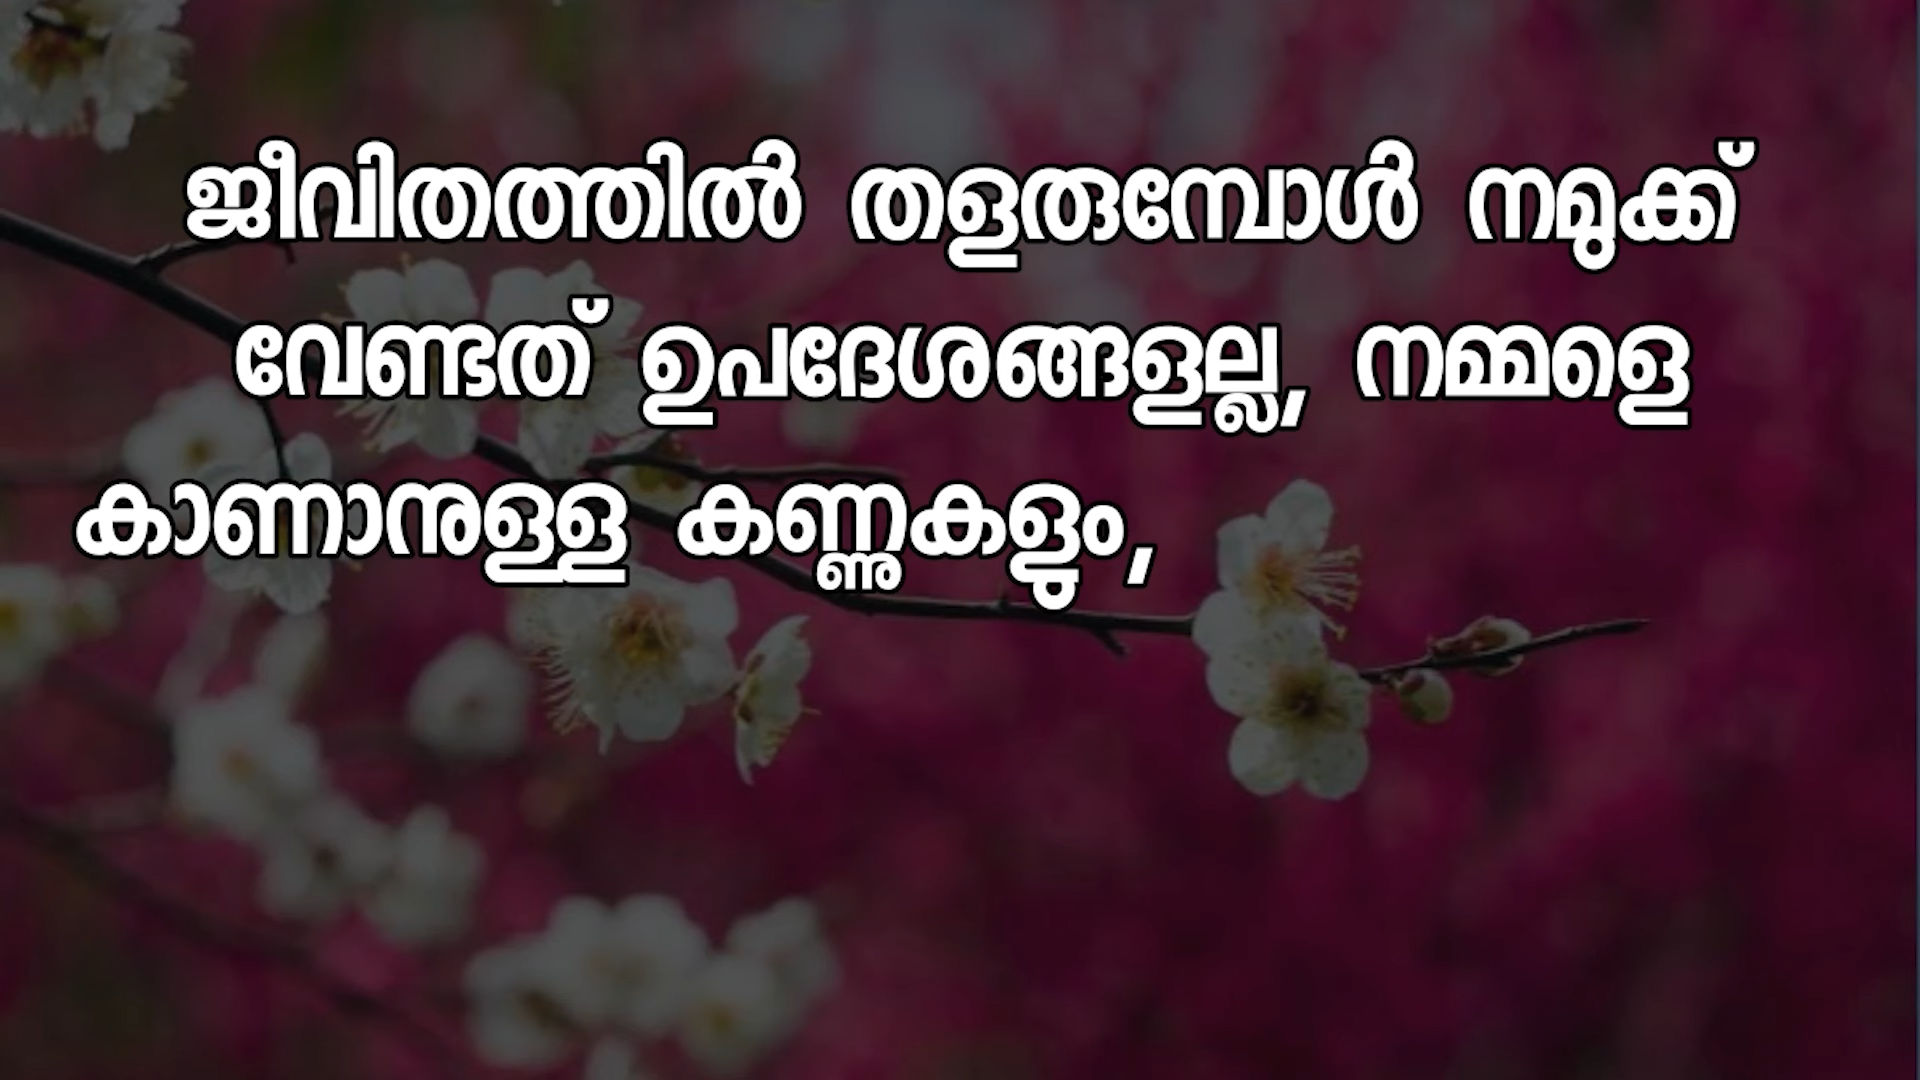 ജീവിതത്തിൽ തളരുമ്പോൾ നമുക്ക്
വേണ്ടത് ഉപദേശങ്ങളല്ല, നമ്മളെ
കാണാനുള്ള കണ്ണുകളും,